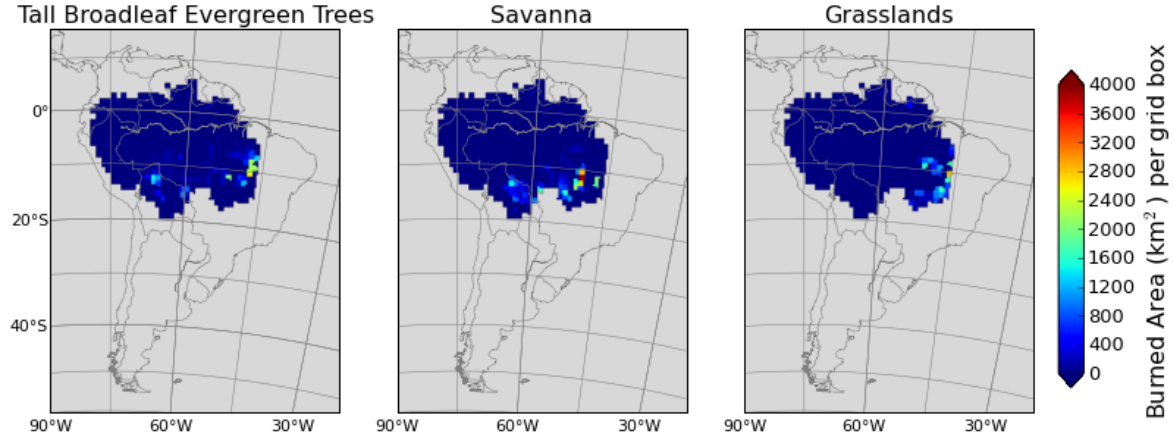 Tall Broadleaf Evergreen Trees
Savanna
Grasslands
0°
20°S
40°S
90°W 60°W 30°W
90°W 60°W 30°W
90°W 60°W 30°W
4000
3600
3200
2800
2400
2000
1600
1200
800
400
0
Burned Area (km²) per grid box